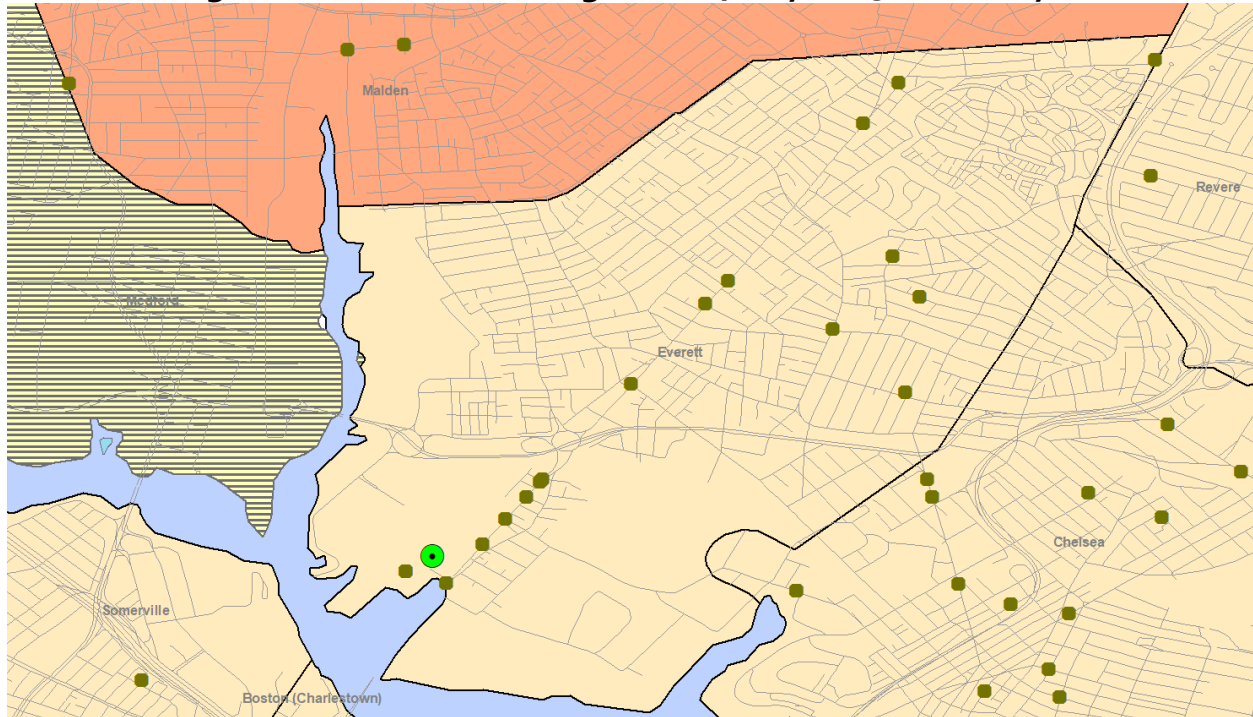 Malden
Revere
Medford
Everett
Chelsea
Somerville
Boston (Charlestown)